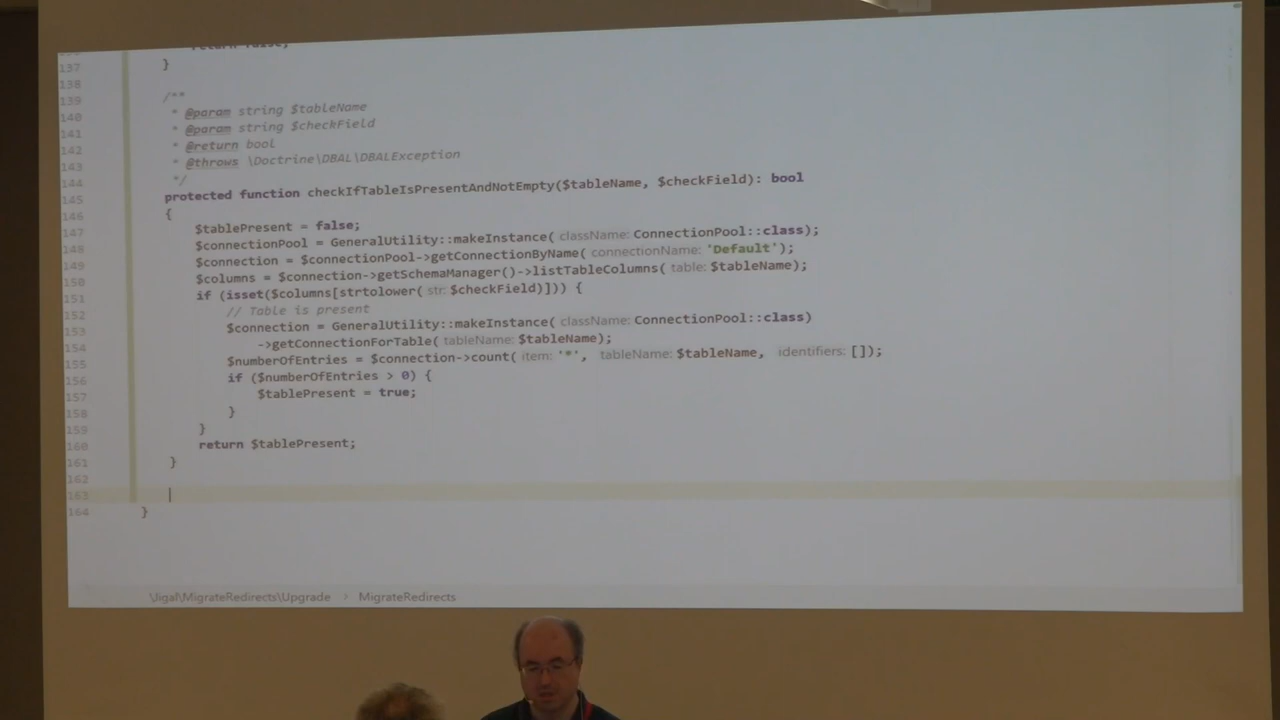 return false;
137 }
138
139 /**
140 * @param string $tableName
141 * @param string $checkField
142 * @return bool
143 * @throws \Doctrine\DBAL\DBALException
144 */
145 protected function checkIfTableIsPresentAndNotEmpty($tableName, $checkField): bool
146 {
147 $tablePresent = false;
148 $connectionPool = GeneralUtility::makeInstance( className: ConnectionPool::class);
149 $connection = $connectionPool->getConnectionByName( connectionName: 'Default');
150 $columns = $connection->getSchemaManager()->listTableColumns( table: $tableName);
151 if (isset($columns[strtolower( str: $checkField)])) {
152 // Table is present
153 $connection = GeneralUtility::makeInstance( className: ConnectionPool::class)
154 ->getConnectionForTable( tableName: $tableName);
155 $numberOfEntries = $connection->count( item: '*', tableName: $tableName, identifiers: []);
156 if ($numberOfEntries > 0) {
157 $tablePresent = true;
158 }
159 }
160 return $tablePresent;
161 }
162
163
164 }
\Jigal\MigrateRedirects\Upgrade > MigrateRedirects